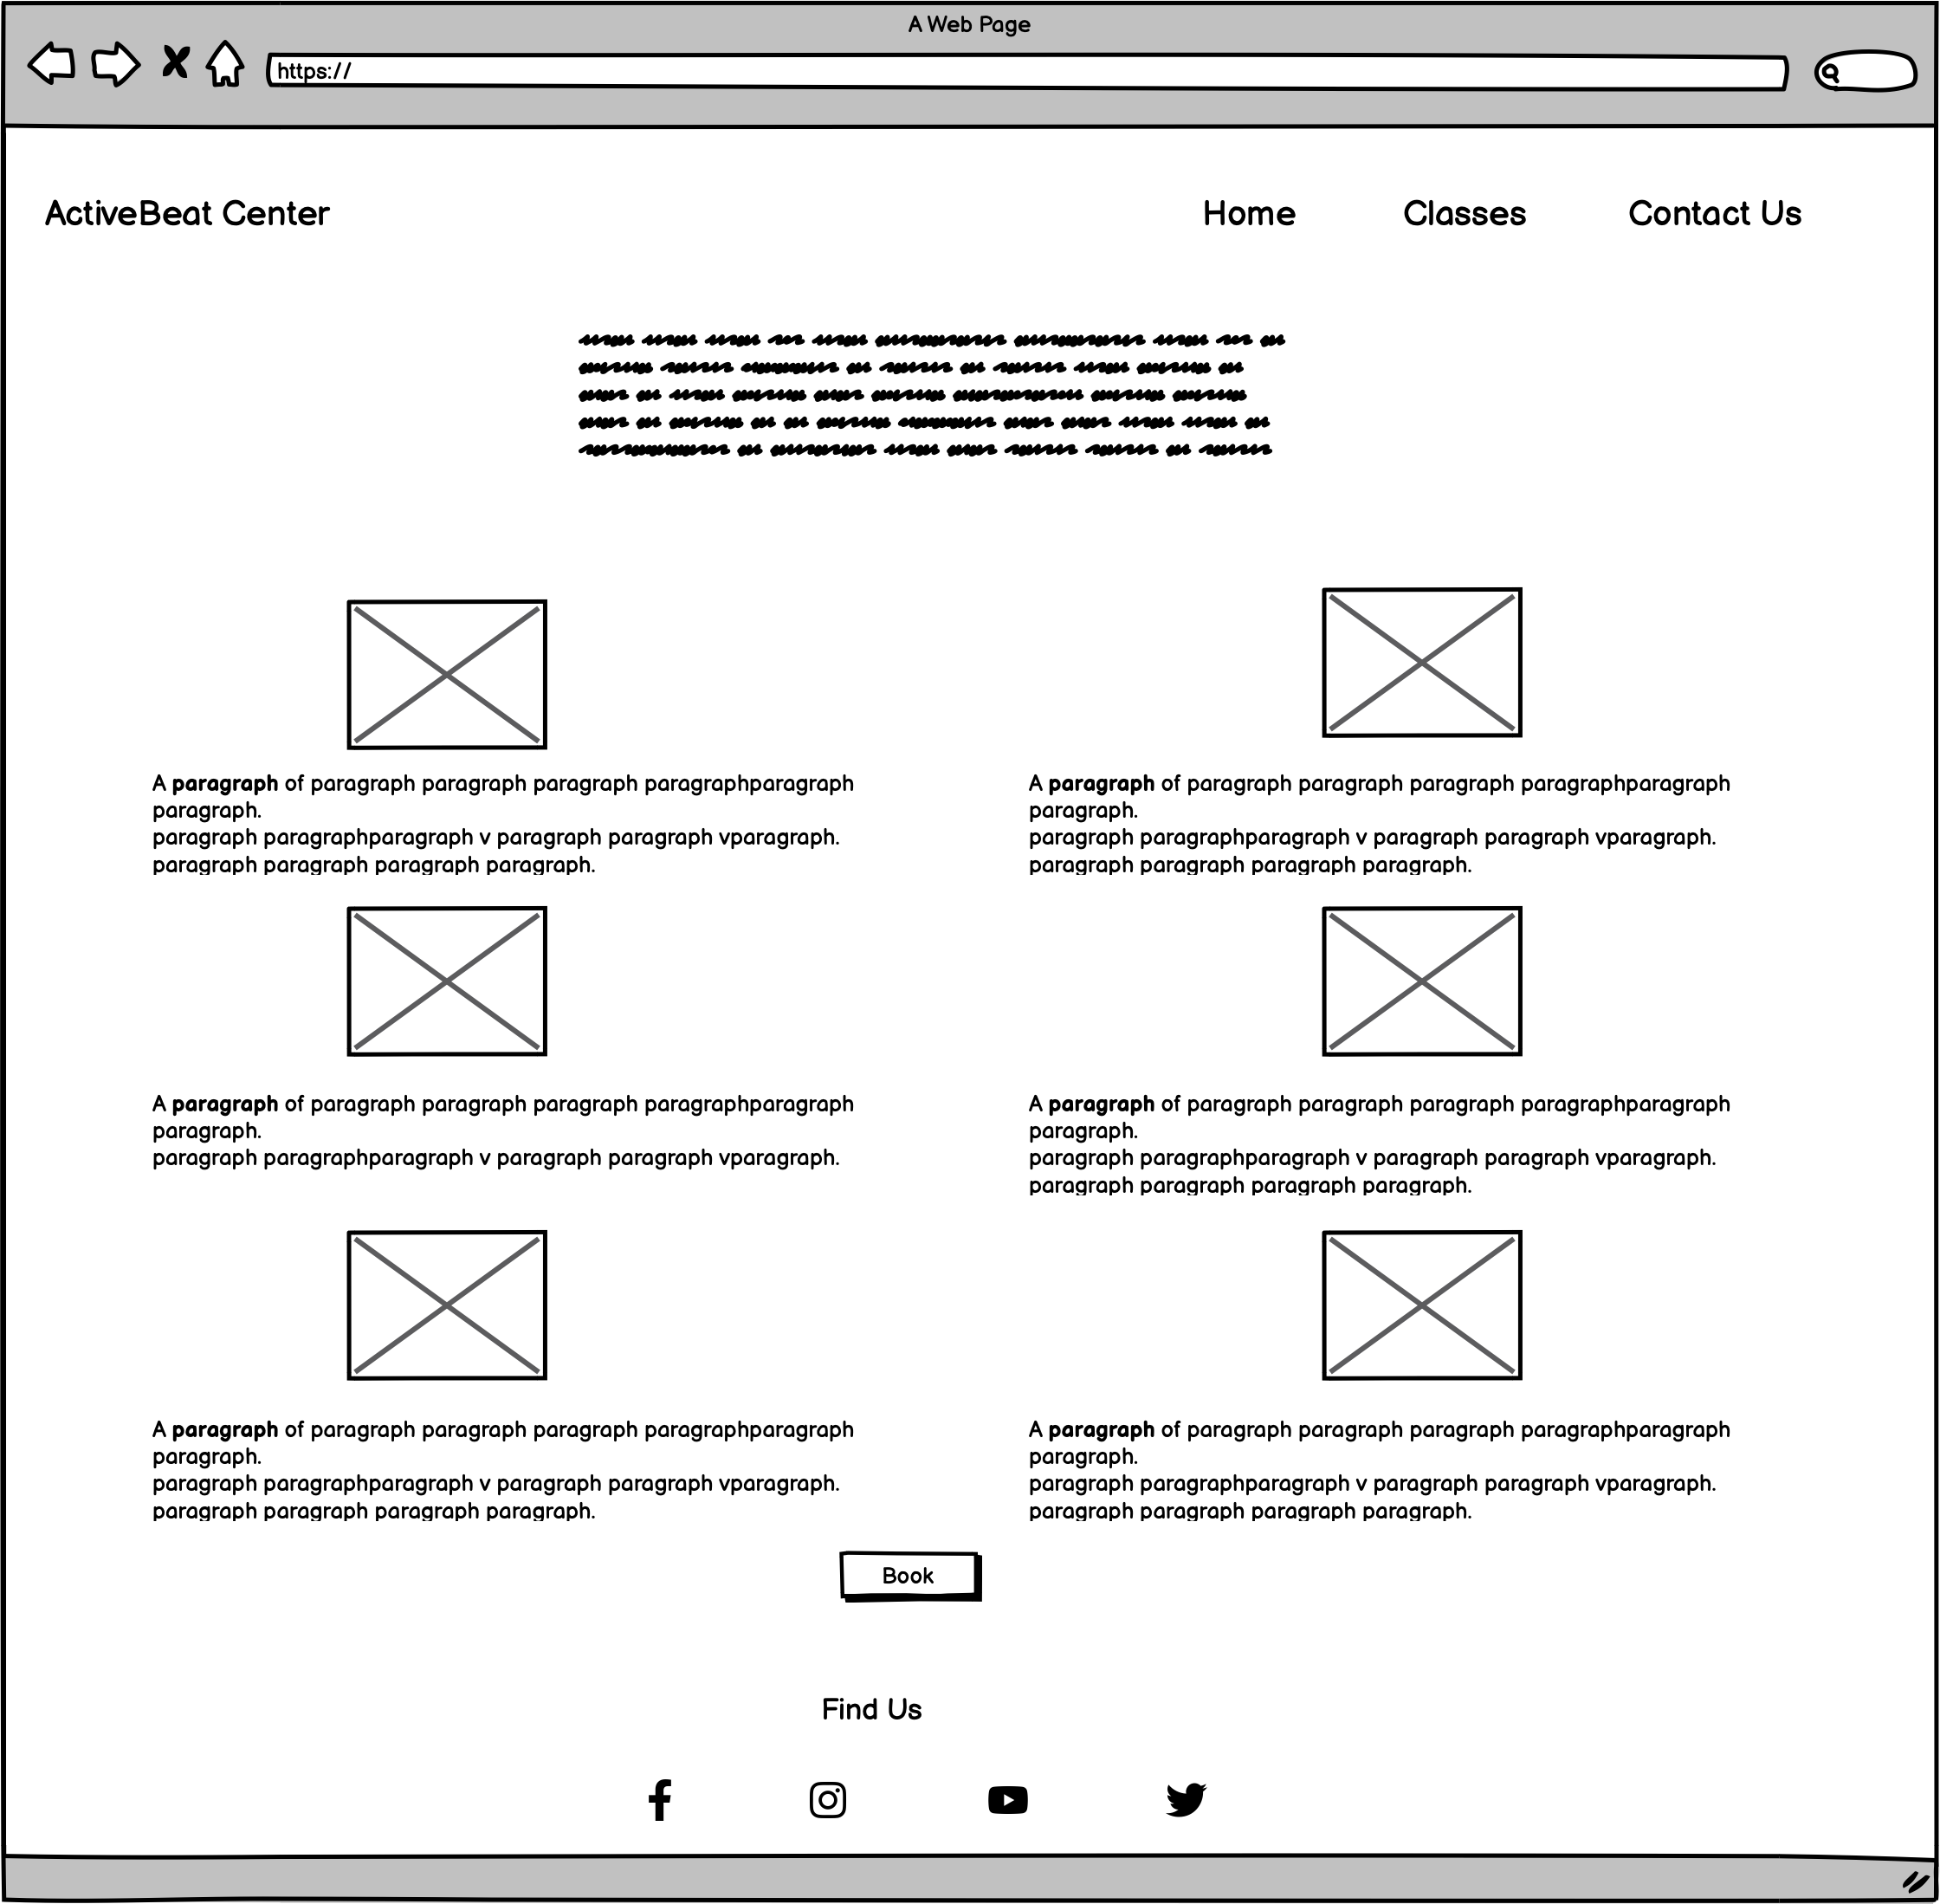 A Web Page
https://
ActiveBeat Center
Home
Classes
Contact Us
A paragraph of paragraph paragraph paragraph paragraphparagraph
paragraph.
paragraph paragraphparagraph v paragraph paragraph vparagraph.
paragraph paragraph paragraph paragraph.
A paragraph of paragraph paragraph paragraph paragraphparagraph
paragraph.
paragraph paragraphparagraph v paragraph paragraph vparagraph.
paragraph paragraph paragraph paragraph.
A paragraph of paragraph paragraph paragraph paragraphparagraph
paragraph.
paragraph paragraphparagraph v paragraph paragraph vparagraph.
A paragraph of paragraph paragraph paragraph paragraphparagraph
paragraph.
paragraph paragraphparagraph v paragraph paragraph vparagraph.
paragraph paragraph paragraph paragraph.
A paragraph of paragraph paragraph paragraph paragraphparagraph
paragraph.
paragraph paragraphparagraph v paragraph paragraph vparagraph.
paragraph paragraph paragraph paragraph.
A paragraph of paragraph paragraph paragraph paragraphparagraph
paragraph.
paragraph paragraphparagraph v paragraph paragraph vparagraph.
paragraph paragraph paragraph paragraph.
Book
Find Us